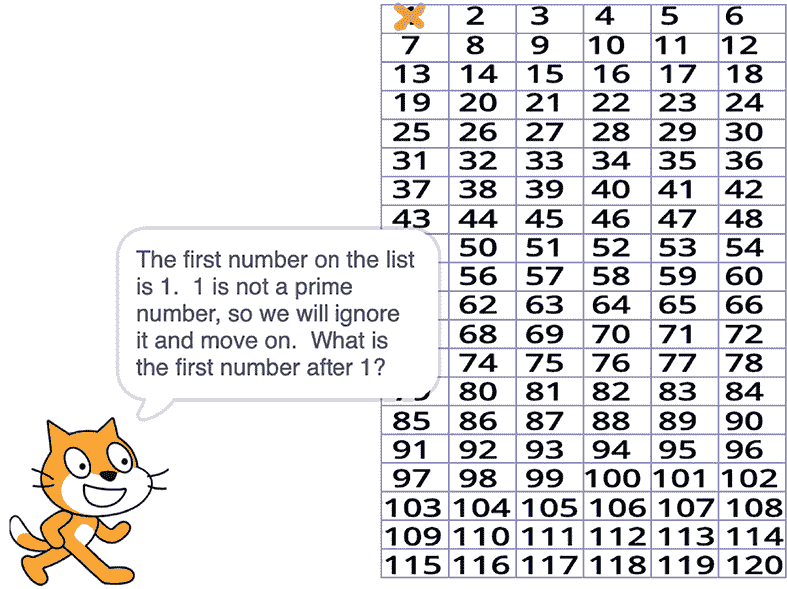 The first number on the list
is 1.  1 is not a prime
number, so we will ignore
it and move on.  What is
the first number after 1?
2 3 4 5 6
7 8 9 10 11 12
13 14 15 16 17 18
19 20 21 22 23 24
25 26 27 28 29 30
31 32 33 34 35 36
37 38 39 40 41 42
43 44 45 46 47 48
50 51 52 53 54
56 57 58 59 60
62 63 64 65 66
68 69 70 71 72
74 75 76 77 78
80 81 82 83 84
85 86 87 88 89 90
91 92 93 94 95 96
97 98 99 100 101 102
103 104 105 106 107 108
109 110 111 112 113 114
115 116 117 118 119 120